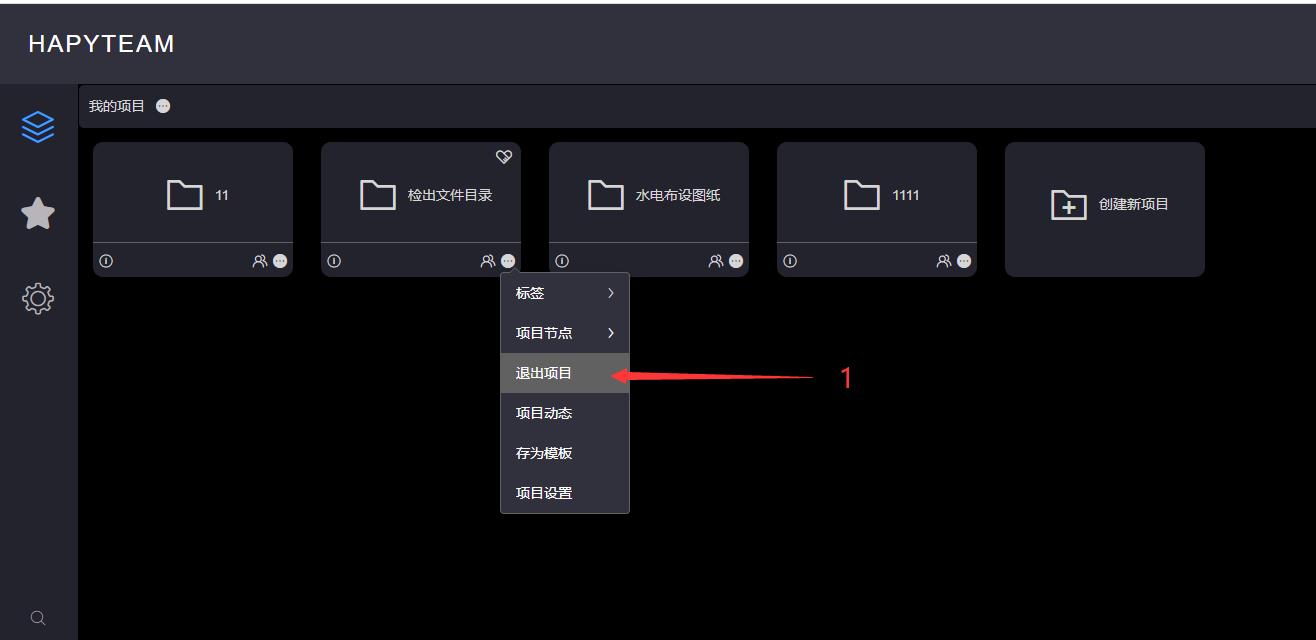 HAPYTEAM
我的项目
11
检出文件目录
水电布设图纸
1111
创建新项目
标签
项目节点
退出项目
1
项目动态
存为模板
项目设置